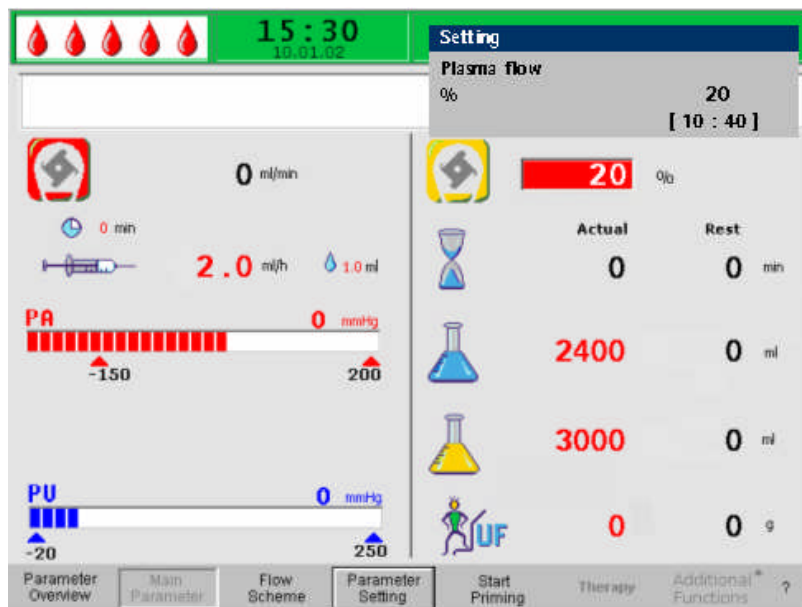 15:30
10.01.02
Setting
Plasma flow
% 20
[ 10 : 40 ]
0 ml/min
0 min
2.0 ml/h 1.0 ml
PA 0 mmHg
-150 200
PU 0 mmHg
-20 250
20 %
Actual Rest
0 0 min
2400 0 ml
3000 0 ml
UF 0 0 g
Parameter Overview
Main Parameter
Flow Scheme
Parameter Setting
Start Priming
Therapy
Additional Functions *
?